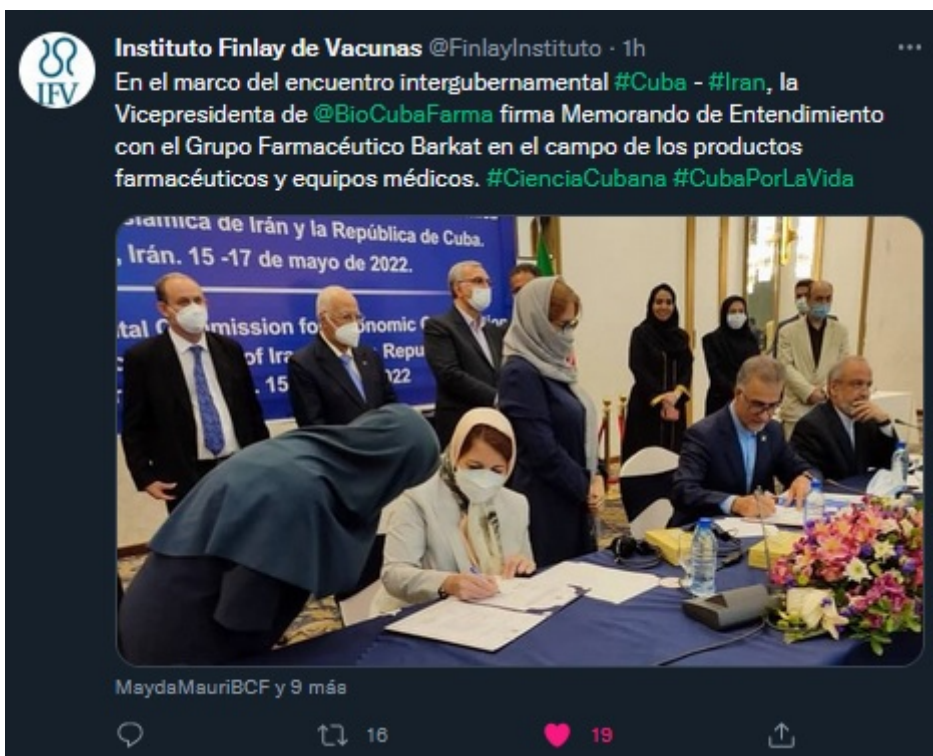 IFV
Instituto Finlay de Vacunas @FinlayInstituto · 1h
En el marco del encuentro intergubernamental #Cuba - #Iran, la
Vicepresidenta de @BioCubaFarma firma Memorando de Entendimiento
con el Grupo Farmacéutico Barkat en el campo de los productos
farmacéuticos y equipos médicos. #CienciaCubana #CubaPorLaVida
de Irán y la República de Cuba.
, Irán. 15 -17 de mayo de 2022.
for
of Repu
15
MaydaMauriBCF y 9 más
16
19